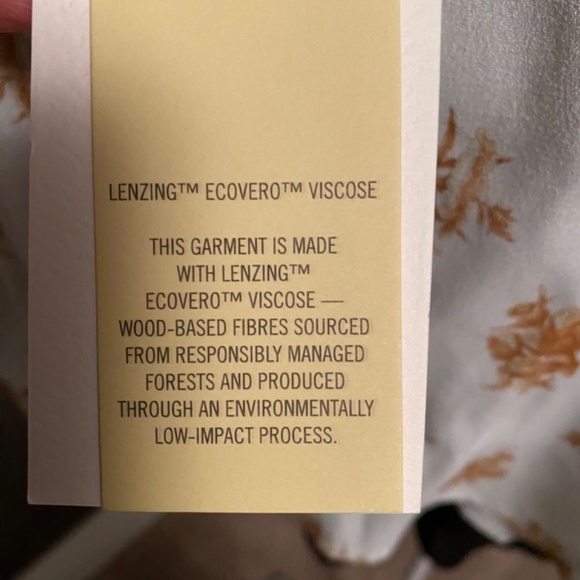 LENZING™ ECOVERO™ VISCOSE
THIS GARMENT IS MADE
WITH LENZING™
ECOVERO™ VISCOSE —
WOOD-BASED FIBRES SOURCED
FROM RESPONSIBLY MANAGED
FORESTS AND PRODUCED
THROUGH AN ENVIRONMENTALLY
LOW-IMPACT PROCESS.